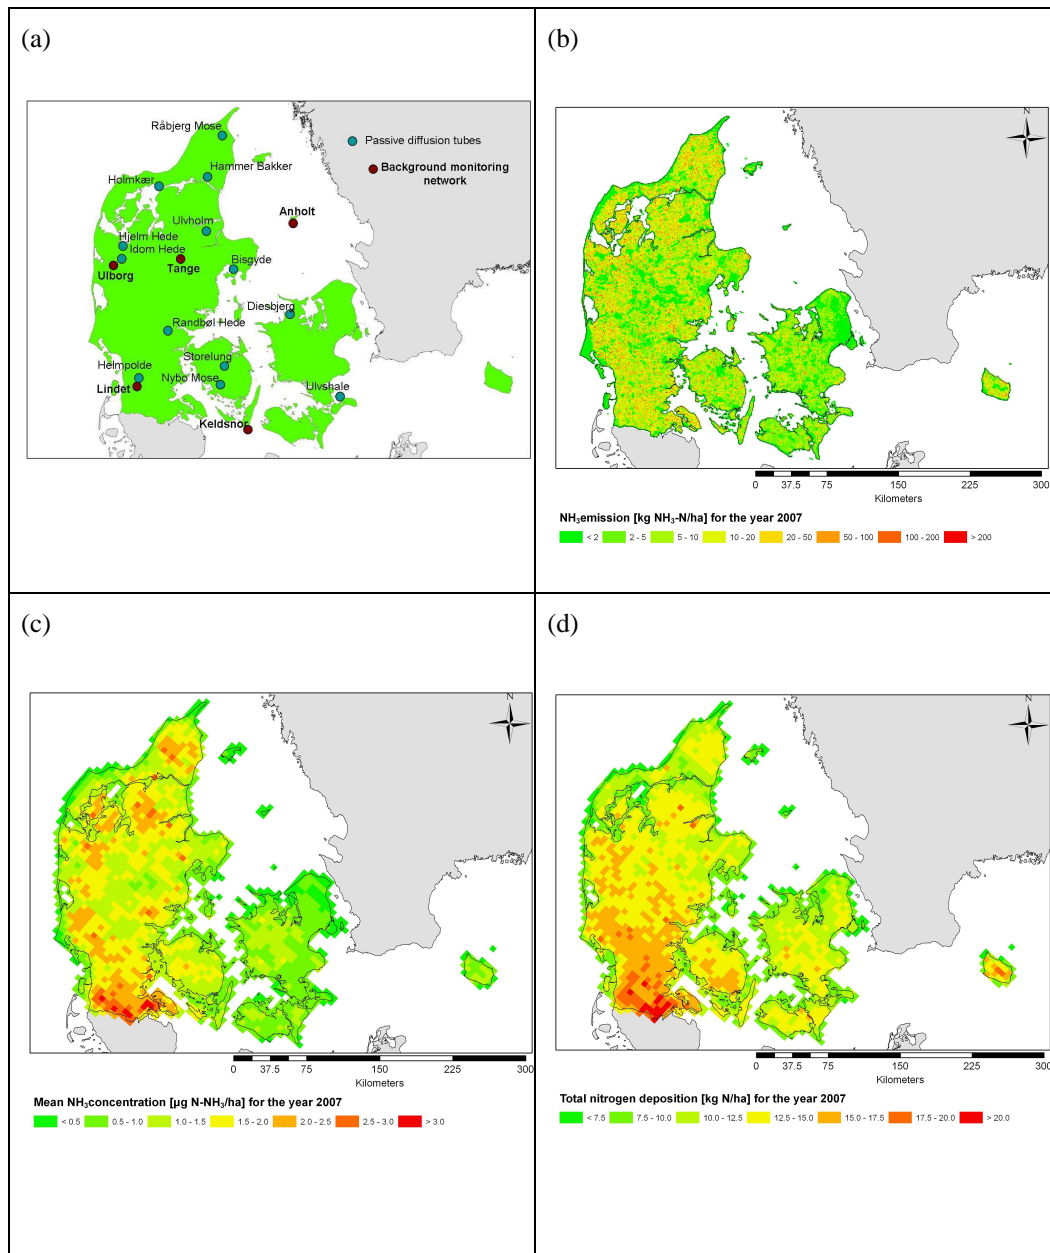 (a)
Råbjerg Mose
Passive diffusion tubes
Hammer Bakker
Background monitoring
network
Holmkær
Anholt
Ulvholm
Hjelm Hede
Idom Hede
Ulborg
Tange
Bisgyde
Diesbjerg
Randbøl Hede
Storelung
Helmpolde
Lindet
Nybo Mose
Ulvshale
Keldsnor
(b)
N
0 37.5 75 150 225 300
Kilometers
NH3emission [kg NH3-N/ha] for the year 2007
< 2 2 - 5 5 - 10 10 - 20 20 - 50 50 - 100 100 - 200 > 200
(c)
N
0 37.5 75 150 225 300
Kilometers
Mean NH3concentration [µg N-NH3/ha] for the year 2007
< 0.5 0.5 - 1.0 1.0 - 1.5 1.5 - 2.0 2.0 - 2.5 2.5 - 3.0 > 3.0
(d)
N
0 37.5 75 150 225 300
Kilometers
Total nitrogen deposition [kg N/ha] for the year 2007
< 7.5 7.5 - 10.0 10.0 - 12.5 12.5 - 15.0 15.0 - 17.5 17.5 - 20.0 > 20.0